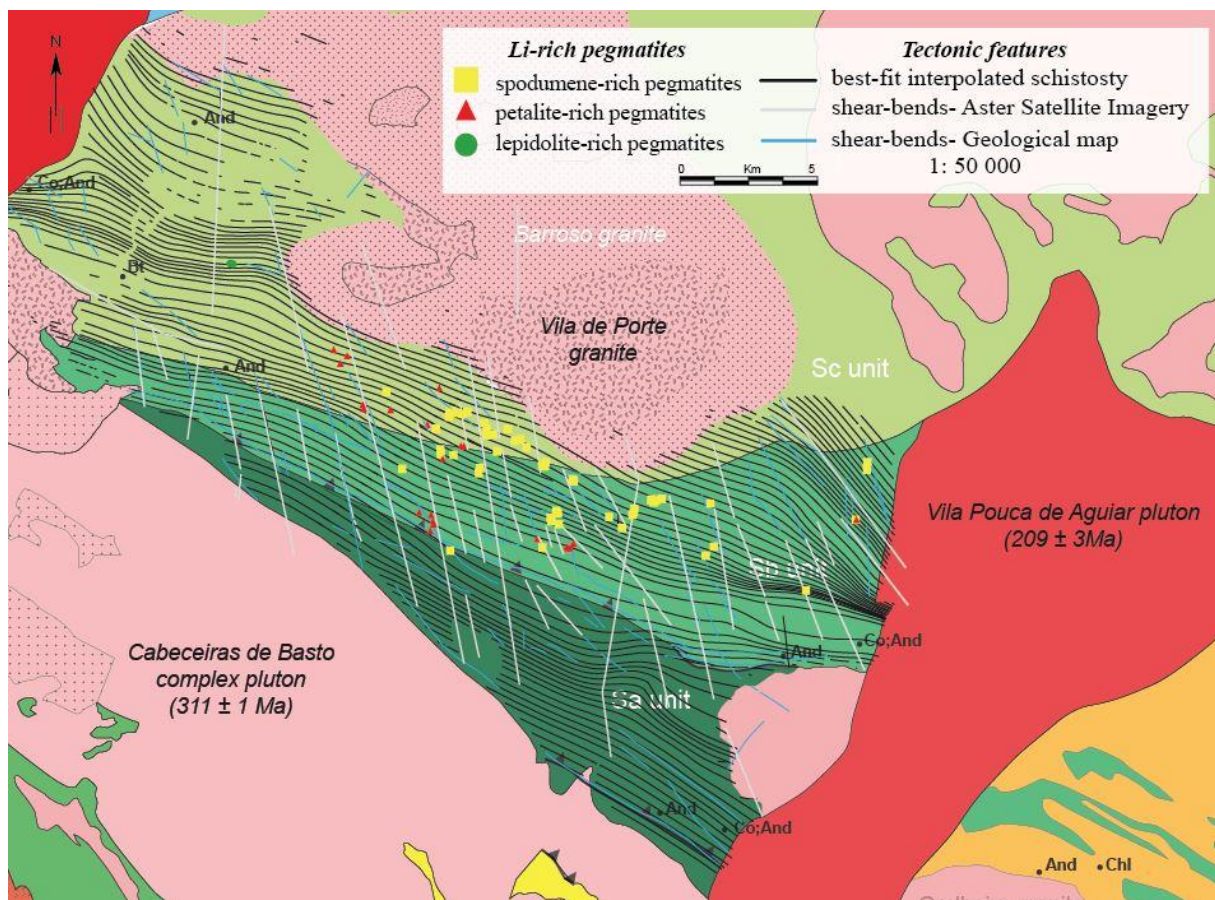 N
Li-rich pegmatites
spodumene-rich pegmatites
petalite-rich pegmatites
lepidolite-rich pegmatites
Tectonic features
best-fit interpolated schistosty
shear-bends- Aster Satellite Imagery
shear-bends- Geological map
1: 50 000
0 Km 5
And
Co;And
Bt
And
Barroso granite
Vila de Porte
granite
Sc unit
Vila Pouca de Aguiar pluton
(209 ± 3Ma)
Sb unit
Cabeceiras de Basto
complex pluton
(311 ± 1 Ma)
Co;And
And
Sa unit
And
Co;And
And
Chl